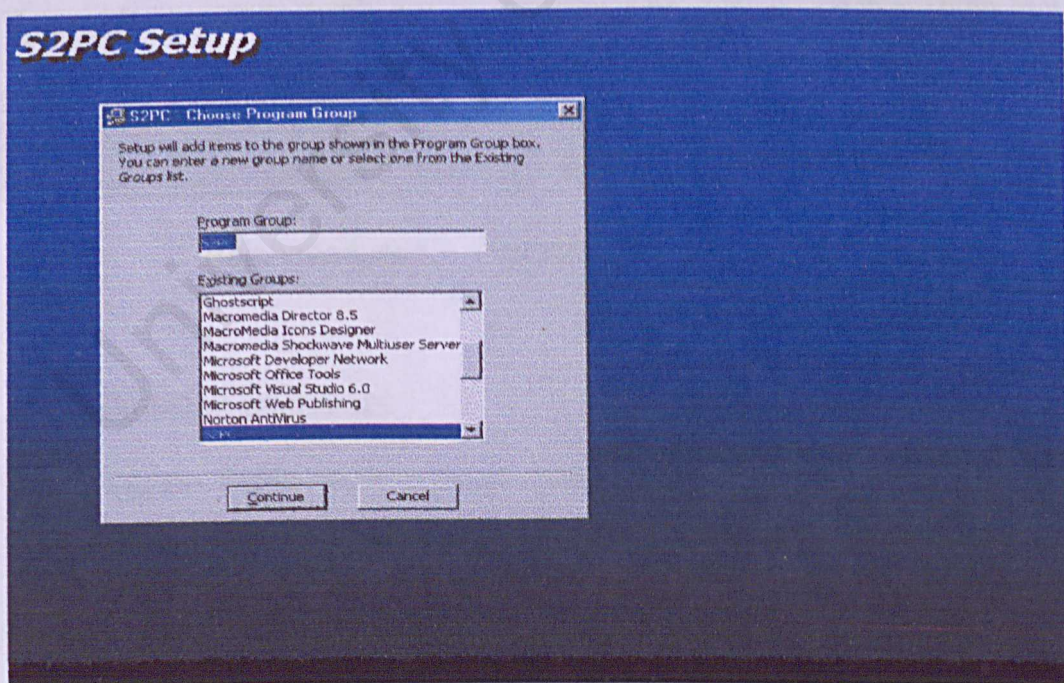 S2PC Setup
S2PC Choose Program Group
Setup will add items to the group shown in the Program Group box.
You can enter a new group name or select one from the Existing
Groups list.
Program Group:
S2PC
Existing Groups:
Ghostscript
Macromedia Director 8.5
MacroMedia Icons Designer
Macromedia Shockwave Multiuser Server
Microsoft Developer Network
Microsoft Office Tools
Microsoft Visual Studio 6.0
Microsoft Web Publishing
Norton AntiVirus
S2PC
Continue
Cancel